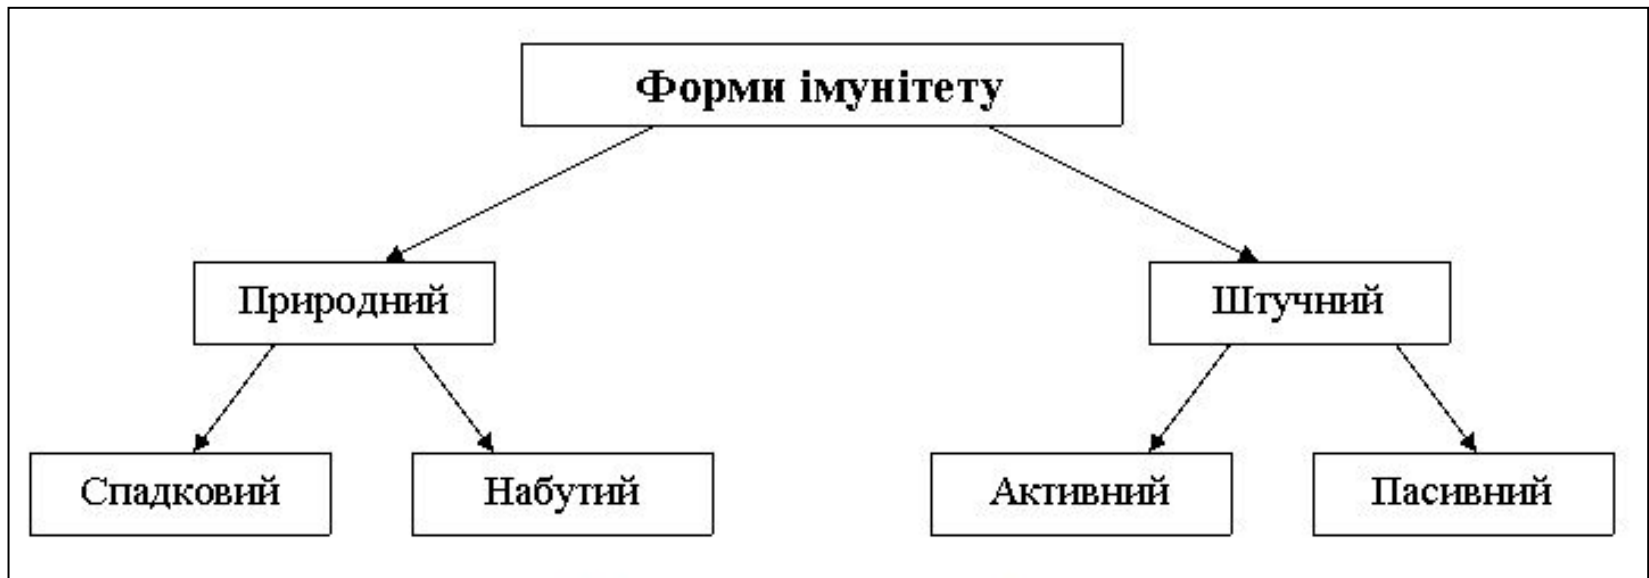 Форми імунітету
Природний
Штучний
Спадковий
Набутий
Активний
Пасивний